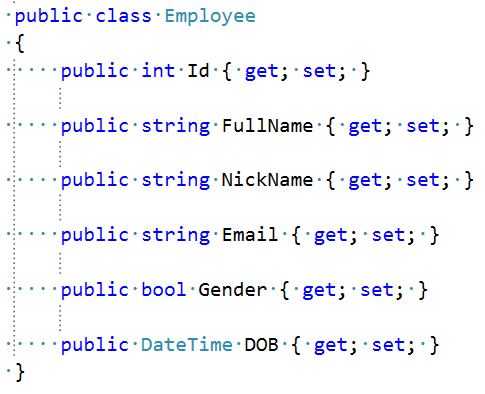 public class Employee
{
public int Id { get; set; }
public string FullName { get; set; }
public string NickName { get; set; }
public string Email { get; set; }
public bool Gender { get; set; }
public DateTime DOB { get; set; }
}